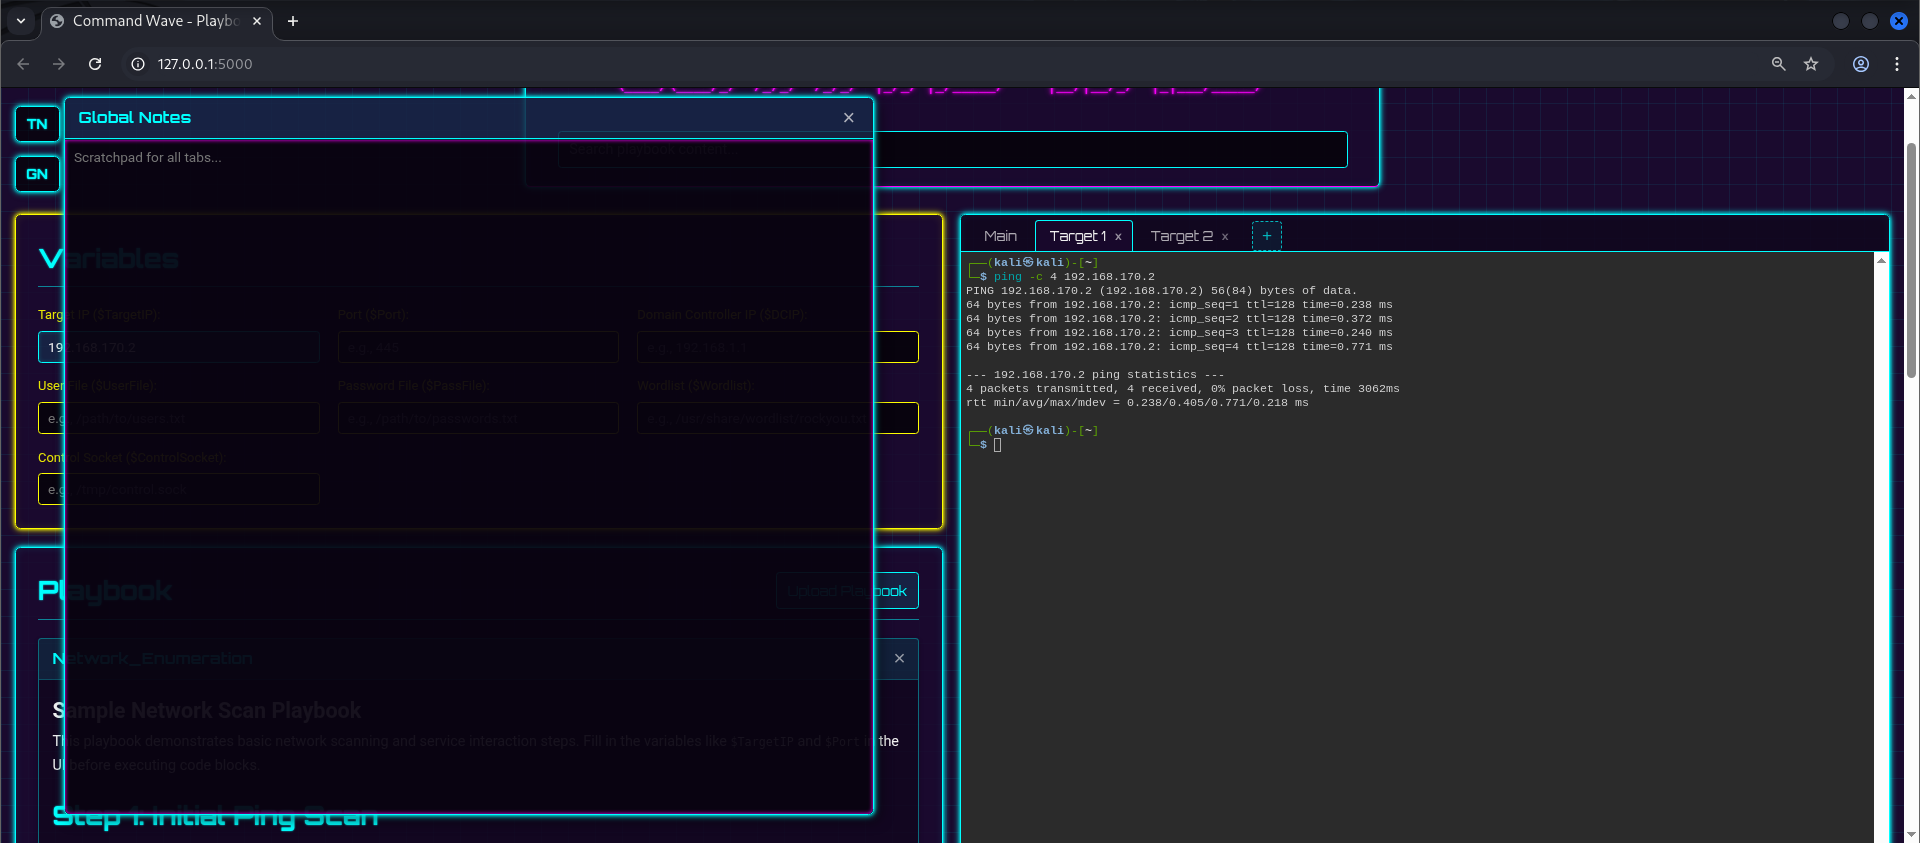 Command Wave - Playbo
127.0.0.1:5000
TN
GN
Global Notes
Scratchpad for all tabs...
Search playbook content
Variables
Target IP ($TargetIP):
Port ($Port):
Domain Controller IP ($DCIP):
192.168.170.2
e.g. 445
e.g. 192.168.1.1
User File ($UserFile):
Password File ($PassFile):
Wordlist ($Wordlist):
e.g. /path/to/users.txt
e.g. /path/to/passwords.txt
e.g. /usr/share/wordlist/rockyou.txt
Control Socket ($ControlSocket):
e.g. /tmp/control.sock
Playbook
Upload Playbook
Network_Enumeration
Sample Network Scan Playbook
This playbook demonstrates basic network scanning and service interaction steps. Fill in the variables like $TargetIP and $Port in the
UI before executing code blocks.
Step 1: Initial Ping Scan
Main
Target 1 x
Target 2 x
+
┌──(kali㉿kali)-[~]
└─$ ping -c 4 192.168.170.2
PING 192.168.170.2 (192.168.170.2) 56(84) bytes of data.
64 bytes from 192.168.170.2: icmp_seq=1 ttl=128 time=0.238 ms
64 bytes from 192.168.170.2: icmp_seq=2 ttl=128 time=0.372 ms
64 bytes from 192.168.170.2: icmp_seq=3 ttl=128 time=0.240 ms
64 bytes from 192.168.170.2: icmp_seq=4 ttl=128 time=0.771 ms
--- 192.168.170.2 ping statistics ---
4 packets transmitted, 4 received, 0% packet loss, time 3062ms
rtt min/avg/max/mdev = 0.238/0.405/0.771/0.218 ms
┌──(kali㉿kali)-[~]
└─$